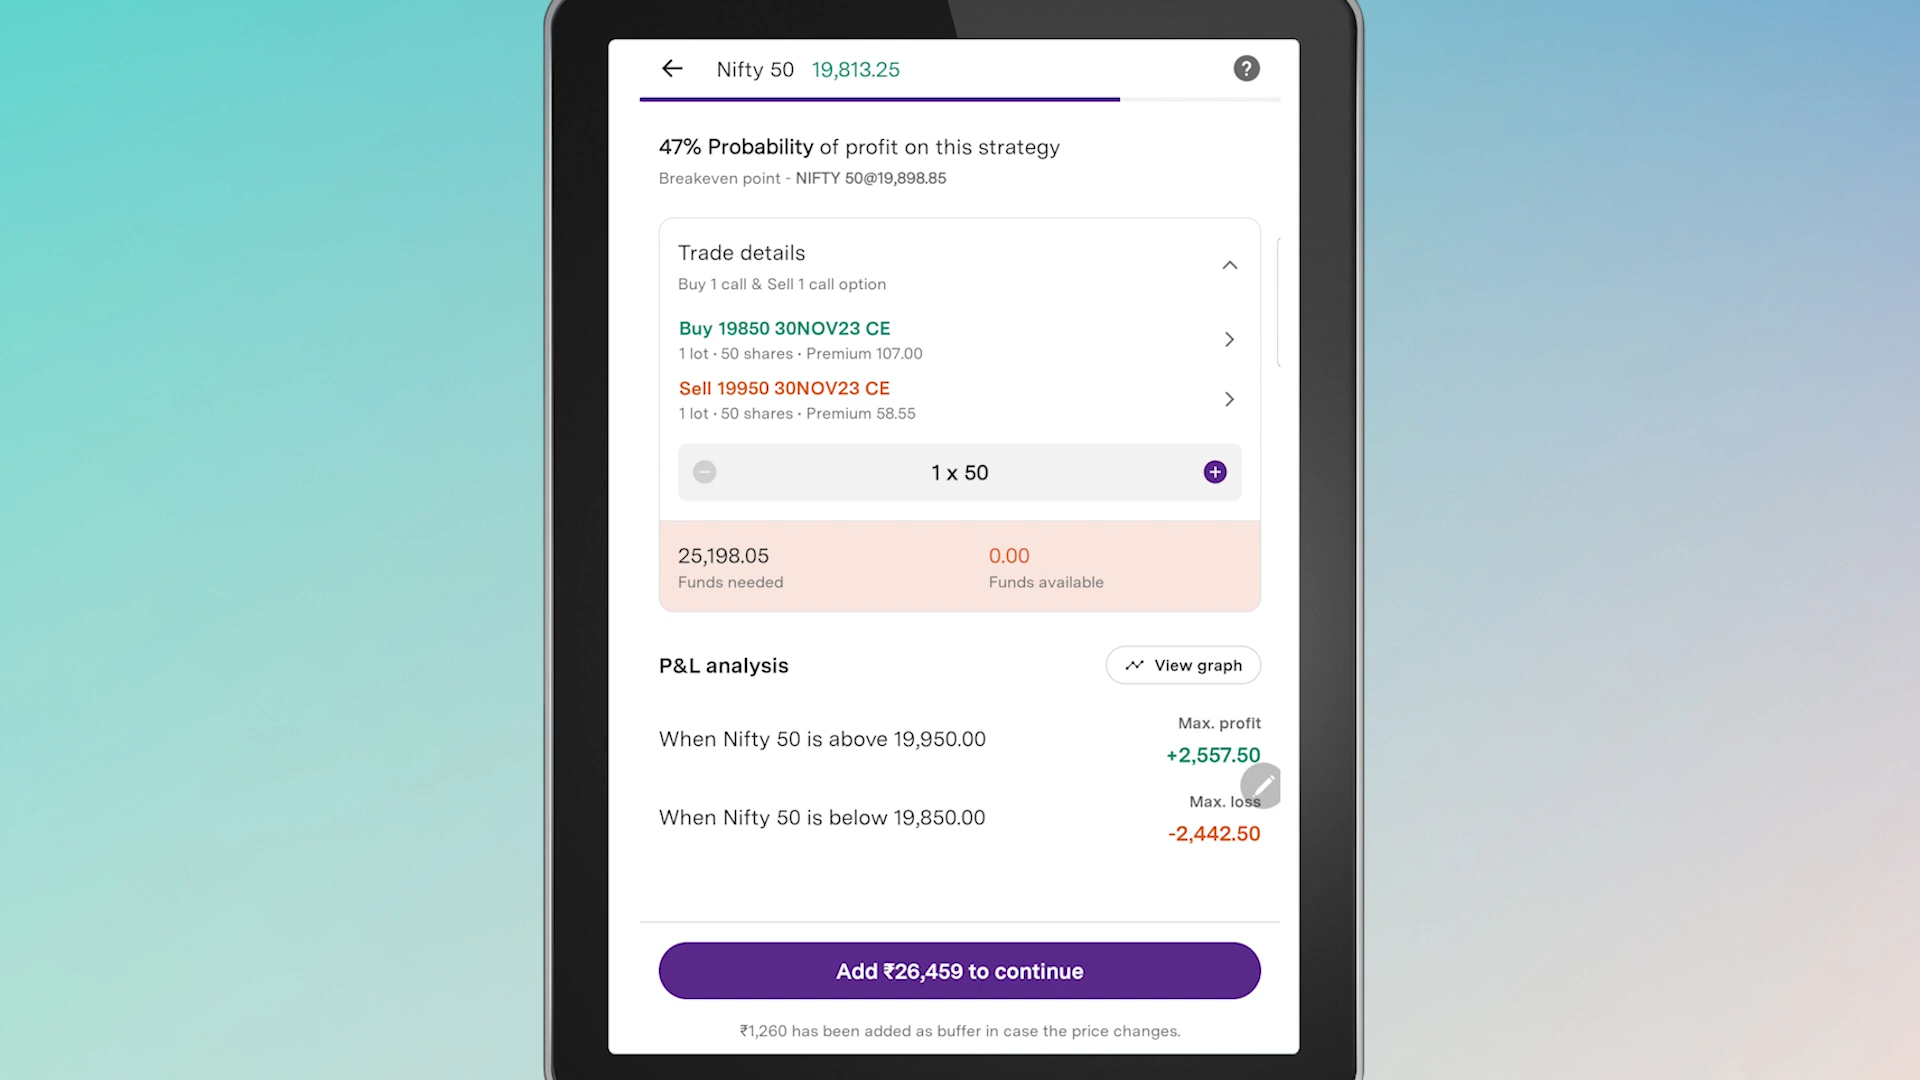 Nifty 50 19,813.25 ?
47% Probability of profit on this strategy
Breakeven point - NIFTY 50@19,898.85
Trade details
Buy 1 call & Sell 1 call option
Buy 19850 30NOV23 CE
1 lot • 50 shares • Premium 107.00
Sell 19950 30NOV23 CE
1 lot • 50 shares • Premium 58.55
1 x 50
25,198.05 0.00
Funds needed Funds available
P&L analysis View graph
Max. profit
When Nifty 50 is above 19,950.00
+2,557.50
Max. loss
When Nifty 50 is below 19,850.00
-2,442.50
Add ₹26,459 to continue
₹1,260 has been added as buffer in case the price changes.